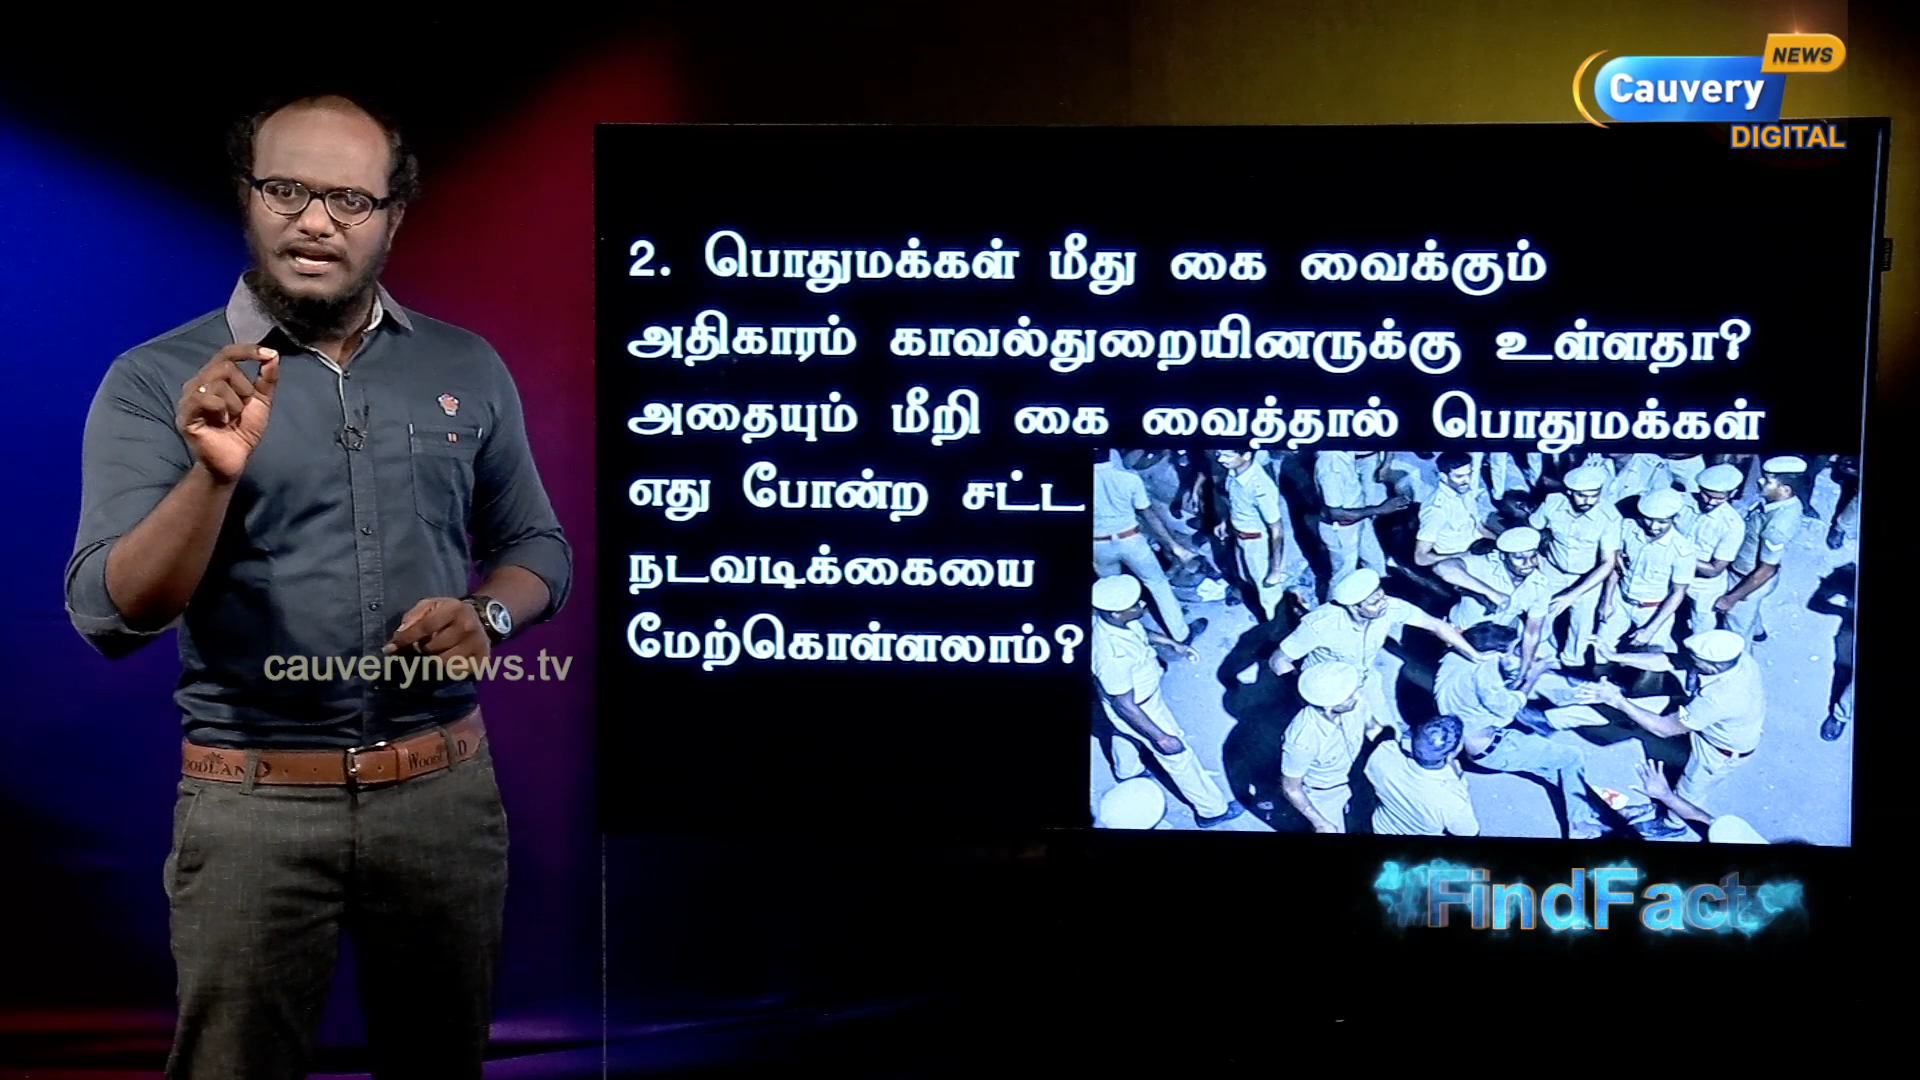 NEWS
Cauvery
DIGITAL
2. பொதுமக்கள் மீது கை வைக்கும்
அதிகாரம் காவல்துறையினருக்கு உள்ளதா?
அதையும் மீறி கை வைத்தால் பொதுமக்கள்
எது போன்ற சட்ட
நடவடிக்கையை
மேற்கொள்ளலாம்?
cauverynews.tv
WOODLAND
#FindFact